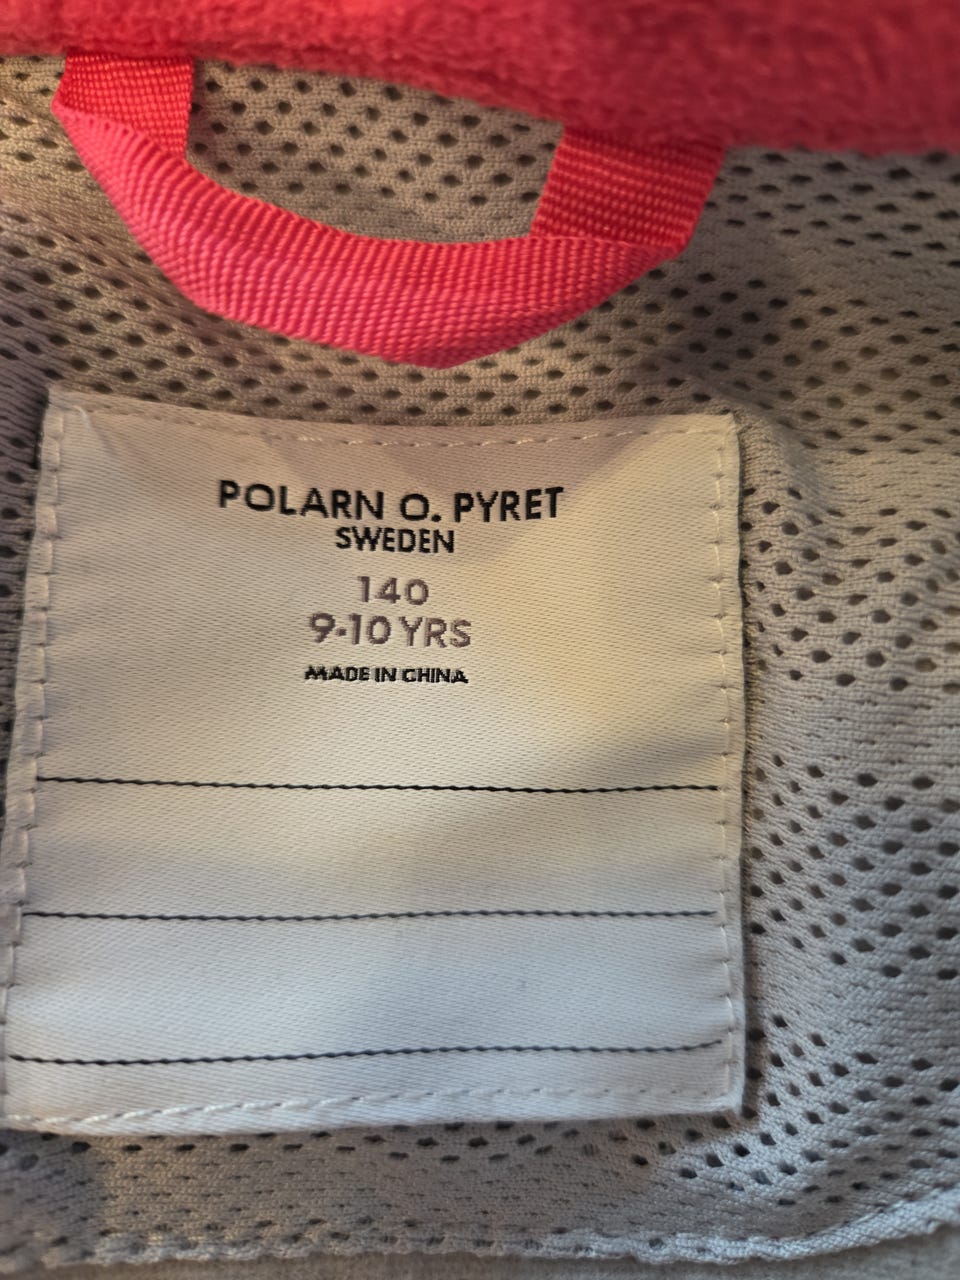 POLARN O. PYRET
SWEDEN
140
9-10 YRS
MADE IN CHINA